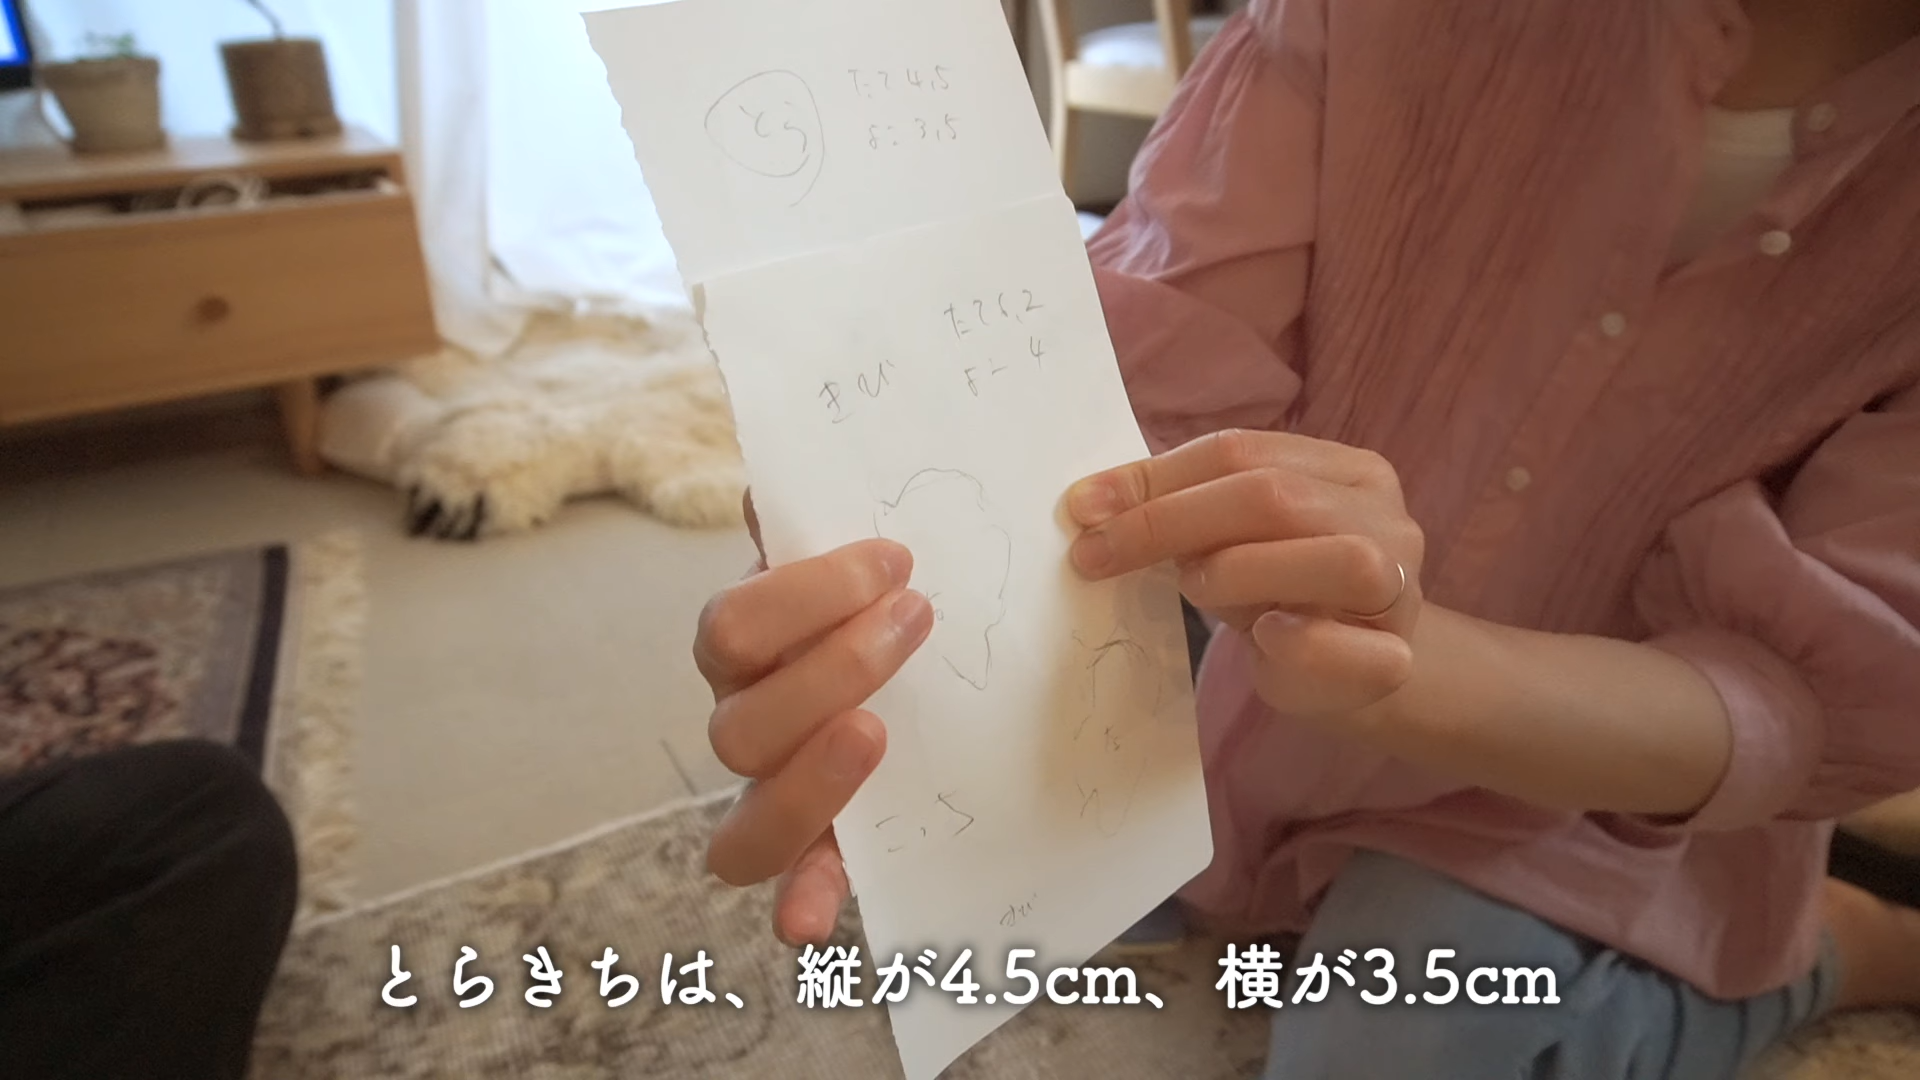 とら
たて 4,5
よこ 3,5
きび
たて 6,2
よこ 4
とらきちは、縦が4.5cm、横が3.5cm